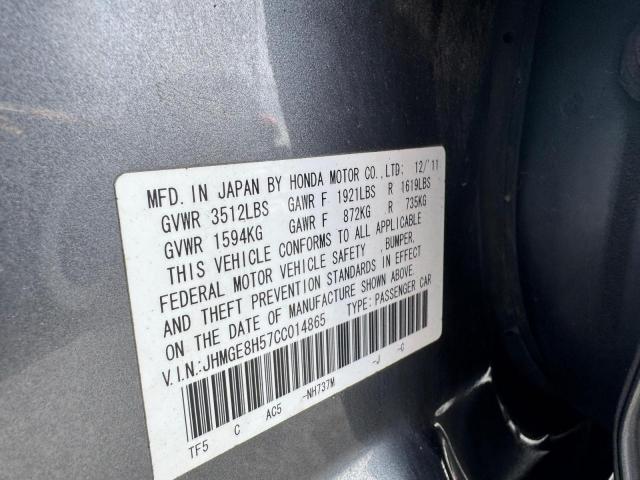 MFD. IN JAPAN BY HONDA MOTOR CO., LTD: 12/'11
GVWR 3512LBS GAWR F 1921LBS R 1619LBS
GVWR 1594KG GAWR F 872KG R 735KG
THIS VEHICLE CONFORMS TO ALL APPLICABLE
FEDERAL MOTOR VEHICLE SAFETY , BUMPER,
AND THEFT PREVENTION STANDARDS IN EFFECT
ON THE DATE OF MANUFACTURE SHOWN ABOVE.
V.I.N.:JHMGE8H57CC014865 TYPE:PASSENGER CAR
TF5 C AC5 -NH737M -J -C